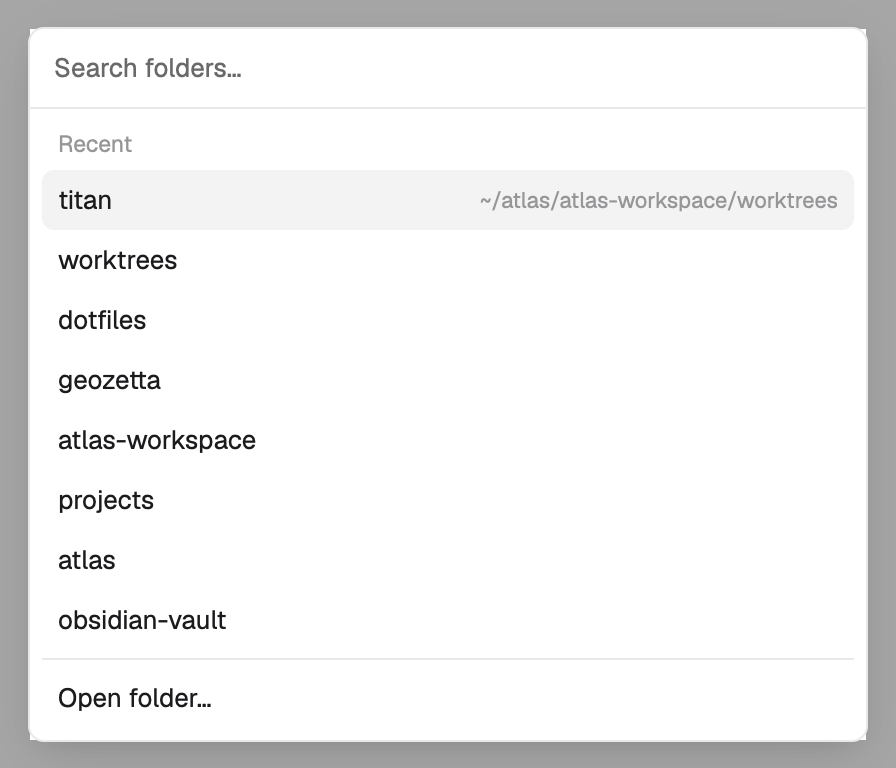 Search folders…
Recent
titan ~/atlas/atlas-workspace/worktrees
worktrees
dotfiles
geozetta
atlas-workspace
projects
atlas
obsidian-vault
Open folder…